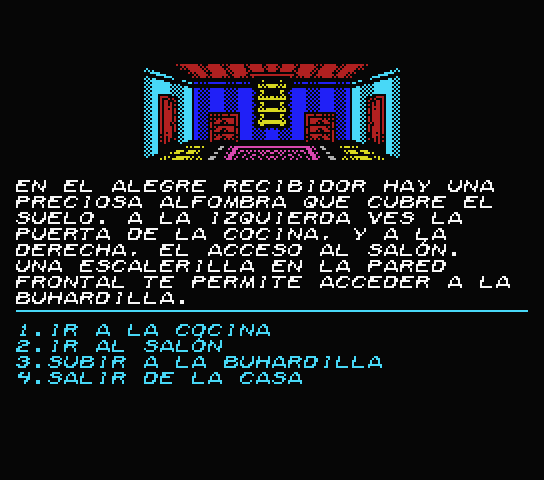 EN EL ALEGRE RECIBIDOR HAY UNA
PRECIOSA ALFOMBRA QUE CUBRE EL
SUELO. A LA IZQUIERDA VES LA
PUERTA DE LA COCINA, Y A LA
DERECHA, EL ACCESO AL SALÓN.
UNA ESCALERILLA EN LA PARED
FRONTAL TE PERMITE ACCEDER A LA
BUHARDILLA.
1.IR A LA COCINA
2.IR AL SALÓN
3.SUBIR A LA BUHARDILLA
4.SALIR DE LA CASA